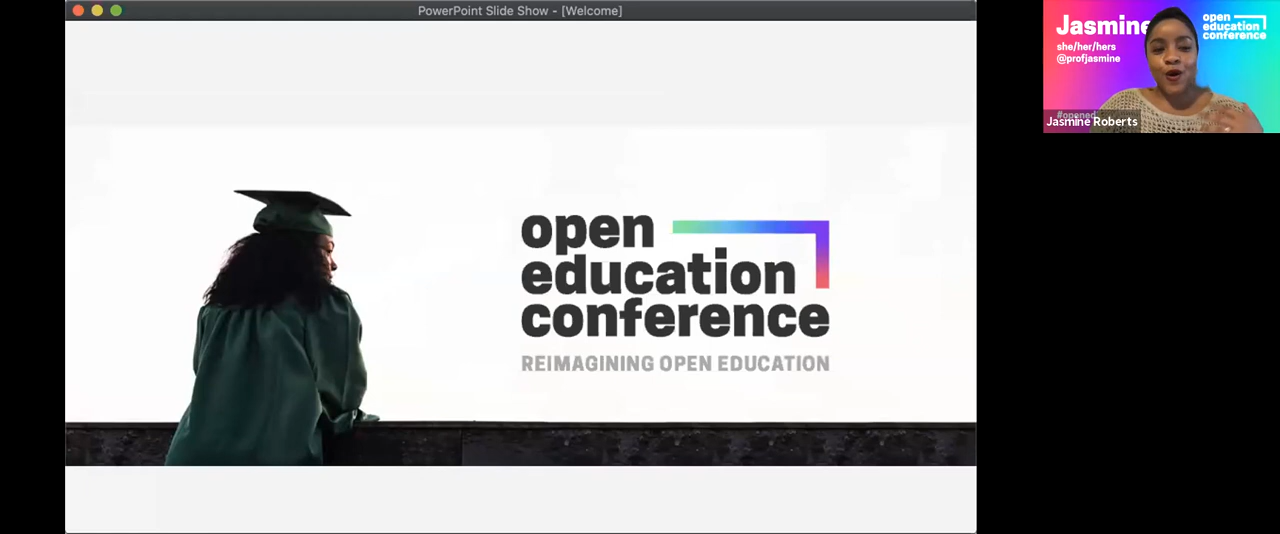 PowerPoint Slide Show - [Welcome]
open
education
conference
REIMAGINING OPEN EDUCATION
Jasmine
she/her/hers
@profjasmine
open
education
conference
#opened
Jasmine Roberts